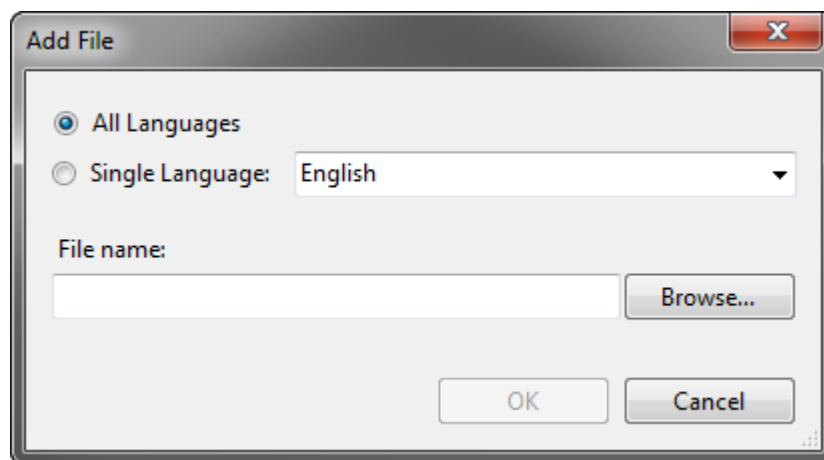 Add File
All Languages
Single Language: English
File name:
Browse...
OK Cancel